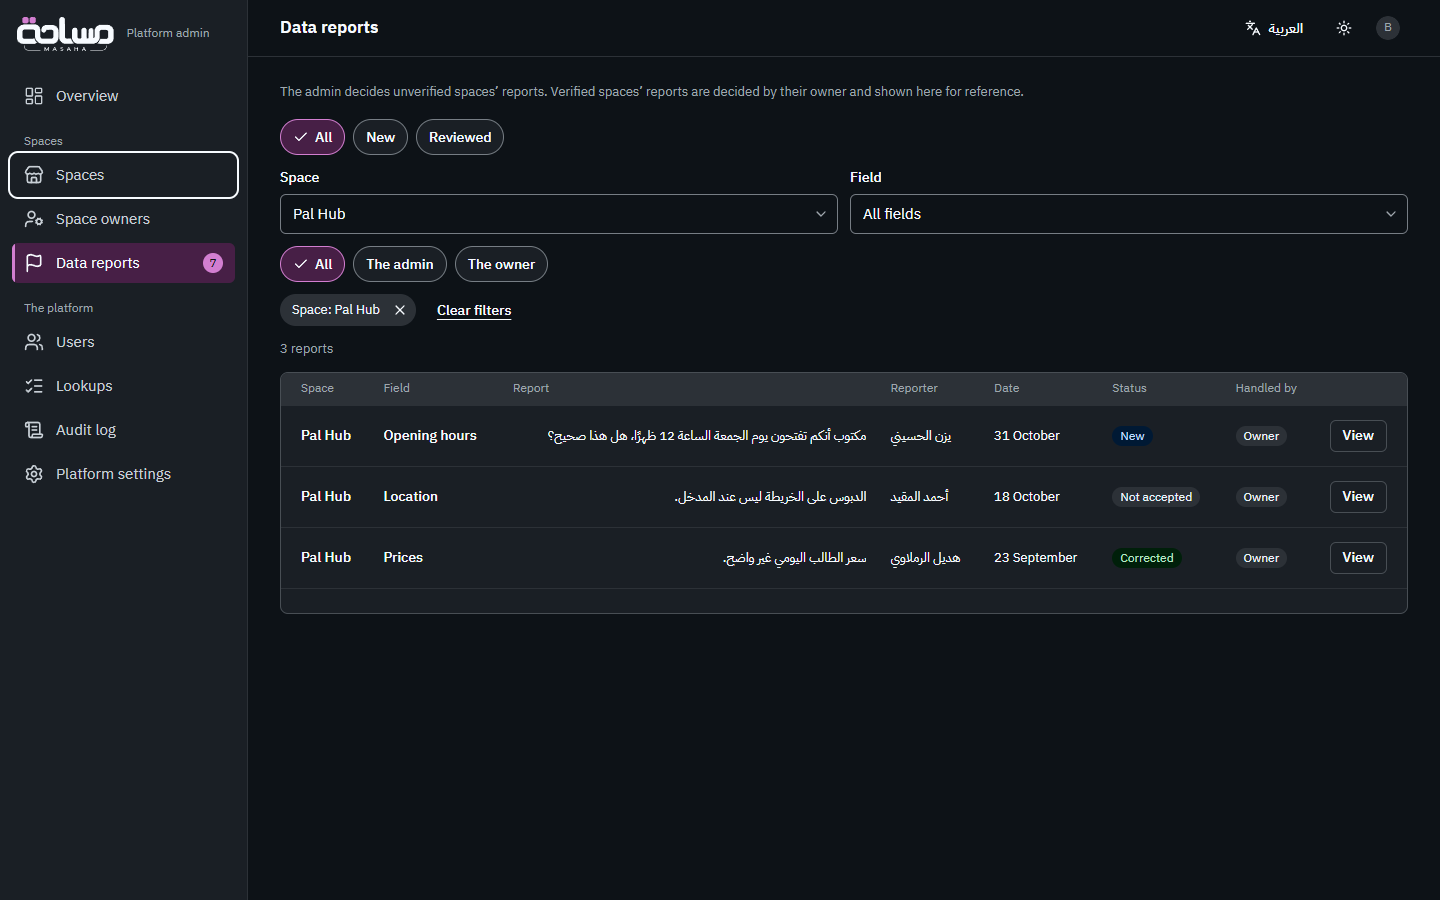 مساحة
MASAHA
Platform admin
Overview
Spaces
Spaces
Space owners
Data reports
7
The platform
Users
Lookups
Audit log
Platform settings
Data reports
العربية
B
The admin decides unverified spaces’ reports. Verified spaces’ reports are decided by their owner and shown here for reference.
All
New
Reviewed
Space
Field
Pal Hub
All fields
All
The admin
The owner
Space: Pal Hub
Clear filters
3 reports
Space Field Report Reporter Date Status Handled by
Pal Hub Opening hours مكتوب أنكم تفتحون يوم الجمعة الساعة 12 ظهرًا، هل هذا صحيح؟ يزن الحسيني 31 October New Owner View
Pal Hub Location الدبوس على الخريطة ليس عند المدخل. أحمد المقيد 18 October Not accepted Owner View
Pal Hub Prices سعر الطالب اليومي غير واضح. هديل الرملاوي 23 September Corrected Owner View